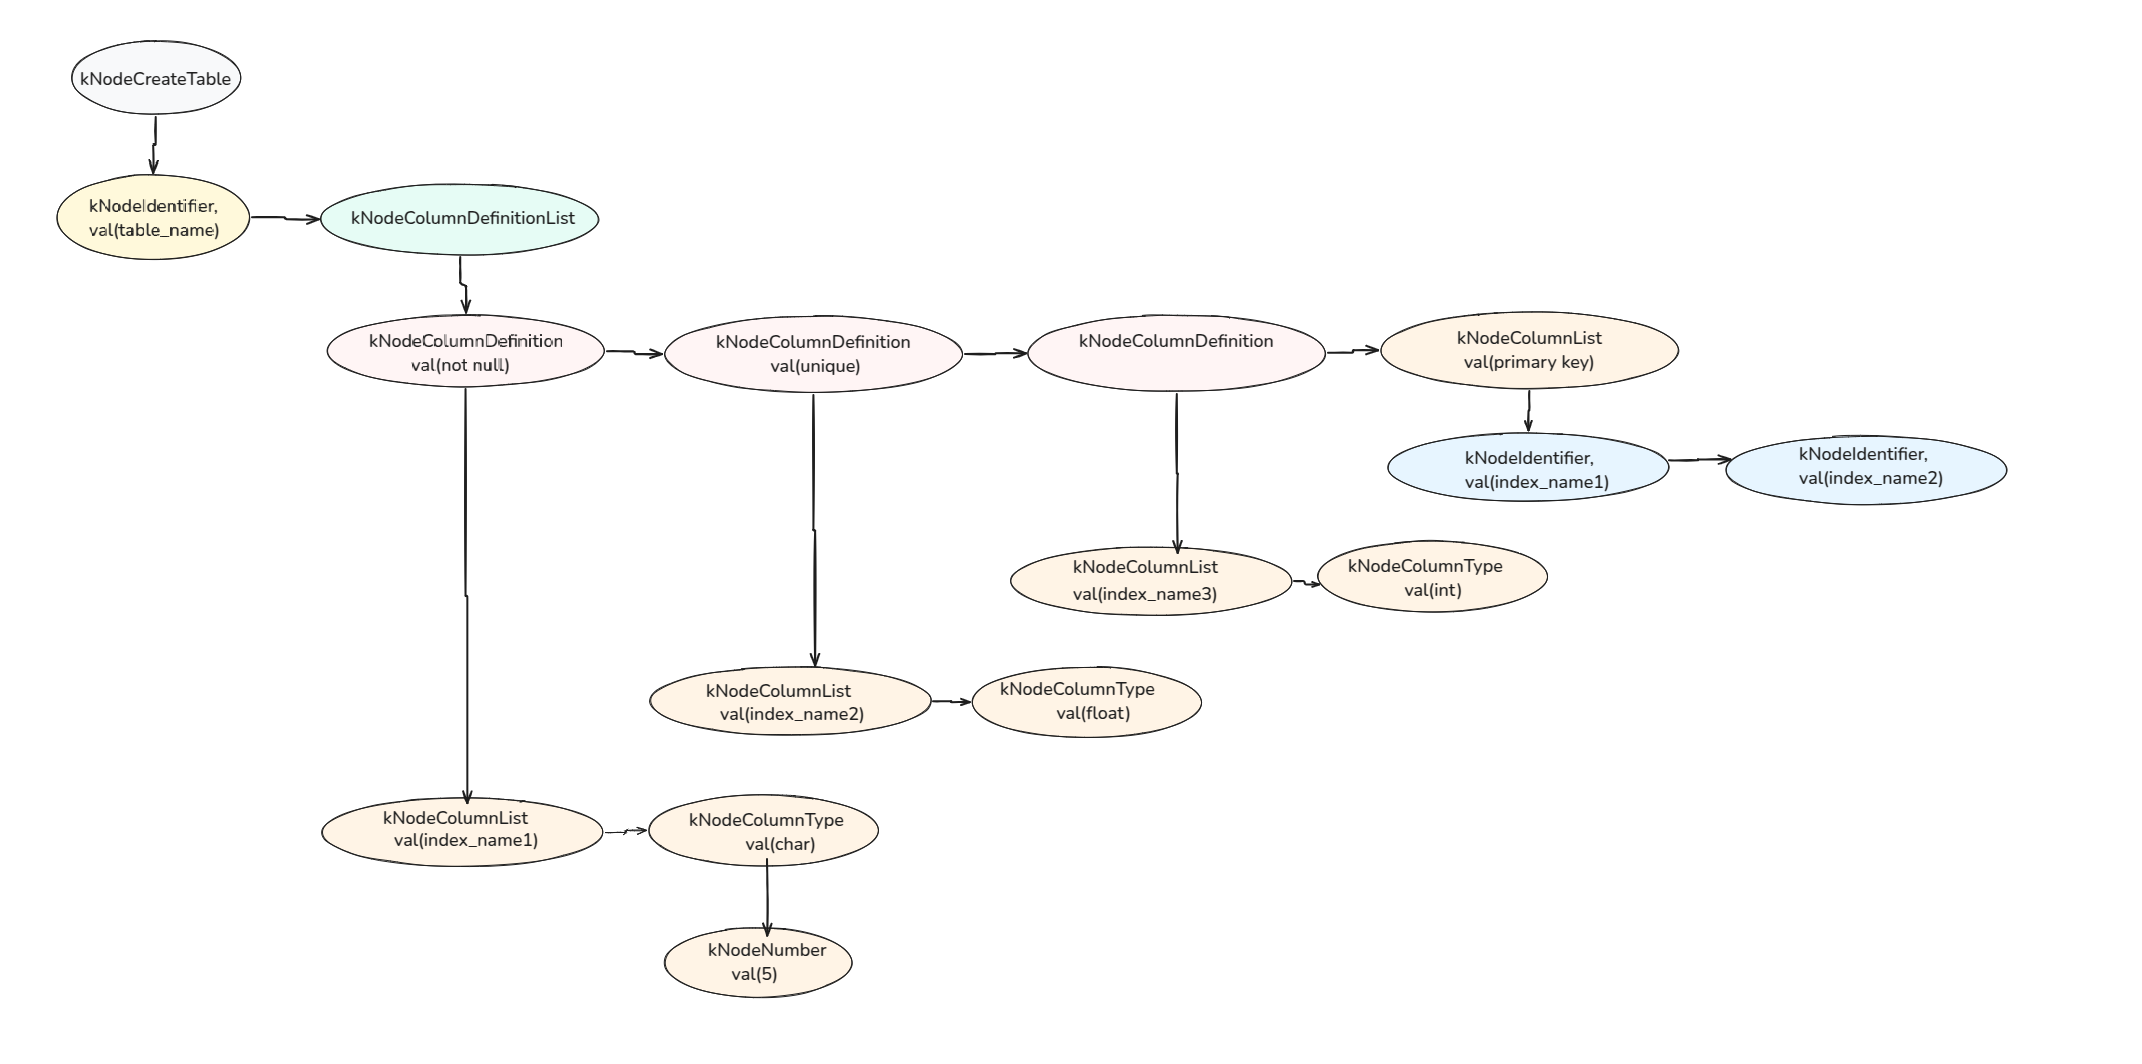 kNodeCreateTable
kNodeIdentifier,
val(table_name)
kNodeColumnDefinitionList
kNodeColumnDefinition
val(not null)
kNodeColumnDefinition
val(unique)
kNodeColumnDefinition
kNodeColumnList
val(primary key)
kNodeIdentifier,
val(index_name1)
kNodeIdentifier,
val(index_name2)
kNodeColumnList
val(index_name3)
kNodeColumnType
val(int)
kNodeColumnList
val(index_name2)
kNodeColumnType
val(float)
kNodeColumnList
val(index_name1)
kNodeColumnType
val(char)
kNodeNumber
val(5)